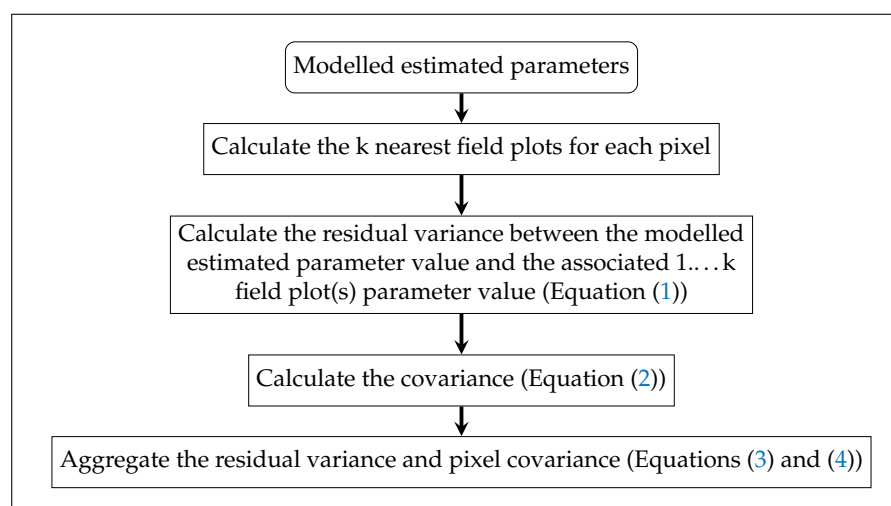 Modelled estimated parameters
Calculate the k nearest field plots for each pixel
Calculate the residual variance between the modelled
estimated parameter value and the associated 1.…k
field plot(s) parameter value (Equation (1))
Calculate the covariance (Equation (2))
Aggregate the residual variance and pixel covariance (Equations (3) and (4))